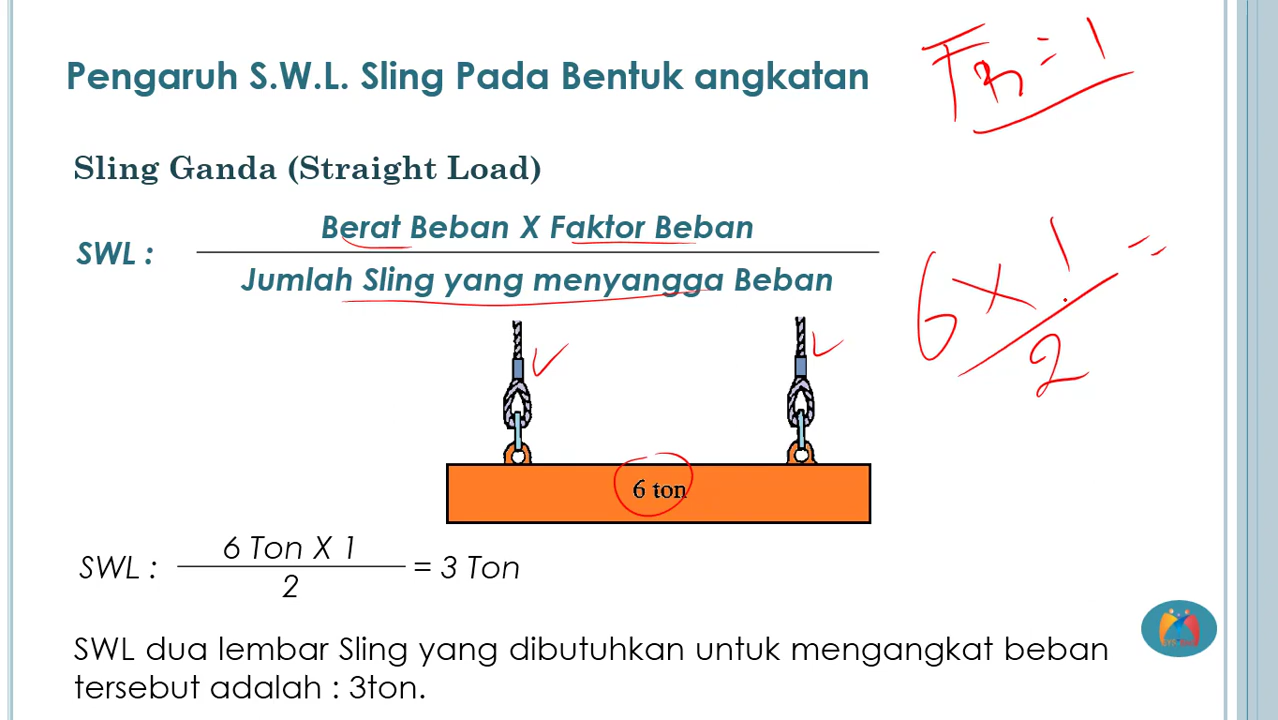 Pengaruh S.W.L. Sling Pada Bentuk angkatan
= 1
Sling Ganda (Straight Load)
SWL :
Berat Beban X Faktor Beban
Jumlah Sling yang menyangga Beban
6 x 1 =
2
6 ton
SWL :
6 Ton X 1
2
= 3 Ton
SWL dua lembar Sling yang dibutuhkan untuk mengangkat beban
tersebut adalah : 3ton.